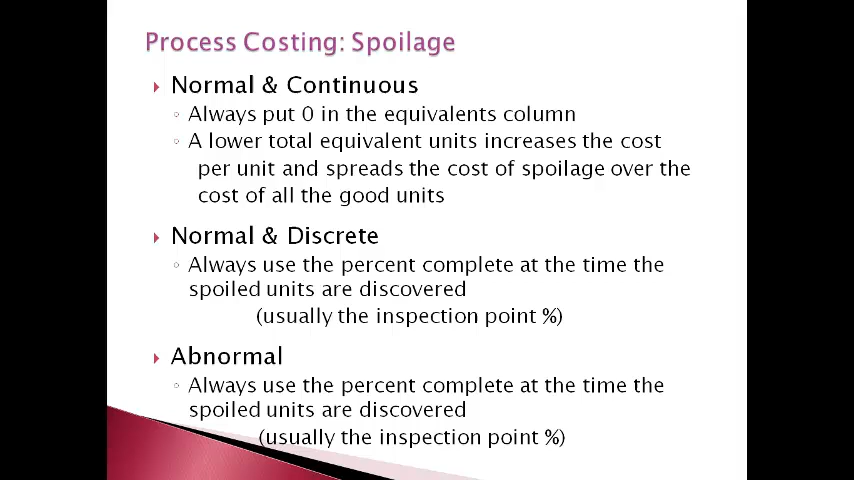 Process Costing: Spoilage
Normal & Continuous
Always put 0 in the equivalents column
A lower total equivalent units increases the cost
per unit and spreads the cost of spoilage over the
cost of all the good units
Normal & Discrete
Always use the percent complete at the time the
spoiled units are discovered
(usually the inspection point %)
Abnormal
Always use the percent complete at the time the
spoiled units are discovered
(usually the inspection point %)